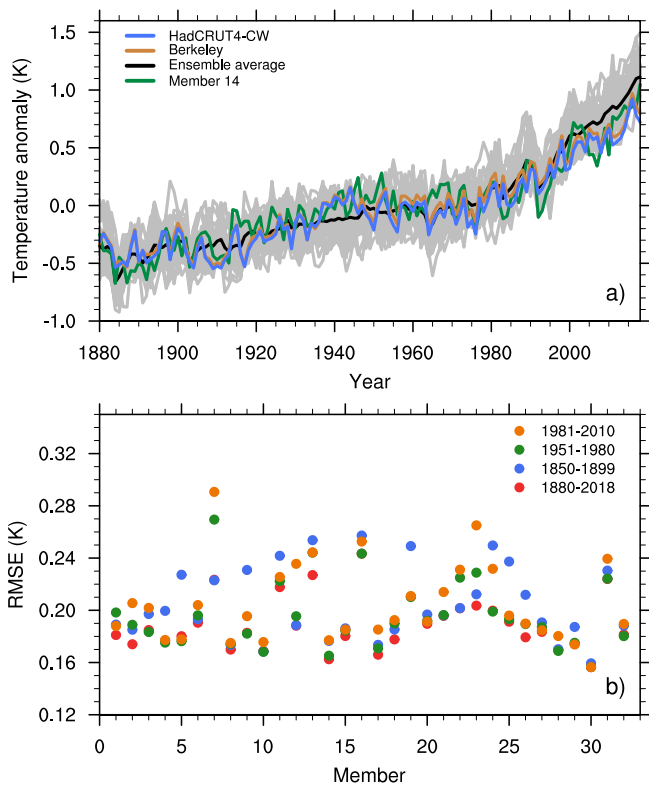 1.5
1.0
0.5
0.0
-0.5
-1.0
Temperature anomaly (K)
HadCRUT4-CW
Berkeley
Ensemble average
Member 14
a)
1880 1900 1920 1940 1960 1980 2000
Year
0.32
0.28
0.24
0.20
0.16
0.12
RMSE (K)
1981-2010
1951-1980
1850-1899
1880-2018
b)
0 5 10 15 20 25 30
Member